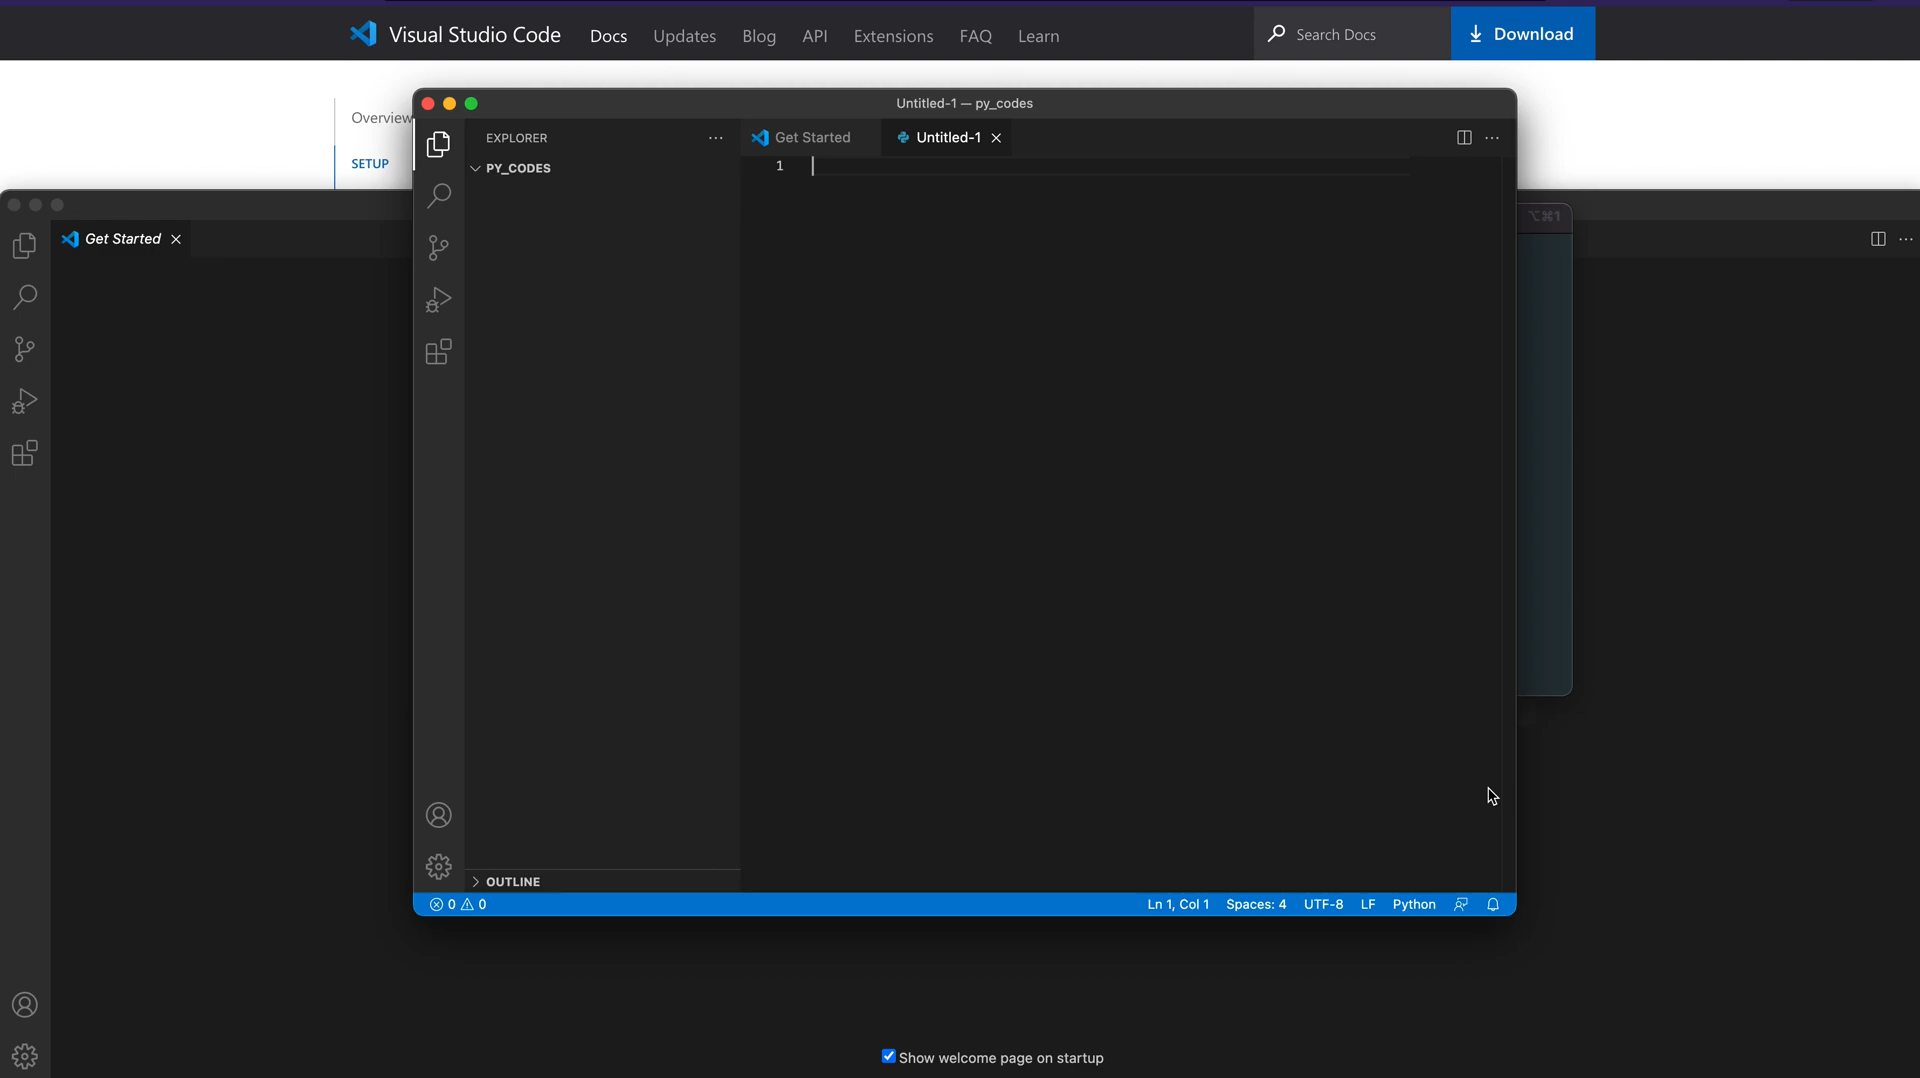 Visual Studio Code Docs Updates Blog API Extensions FAQ Learn Search Docs Download
Overview
SETUP
Untitled-1 — py_codes
EXPLORER
Get Started Untitled-1
PY_CODES
1
⌥⌘1
Get Started
OUTLINE
0 0 Ln 1, Col 1 Spaces: 4 UTF-8 LF Python
Show welcome page on startup